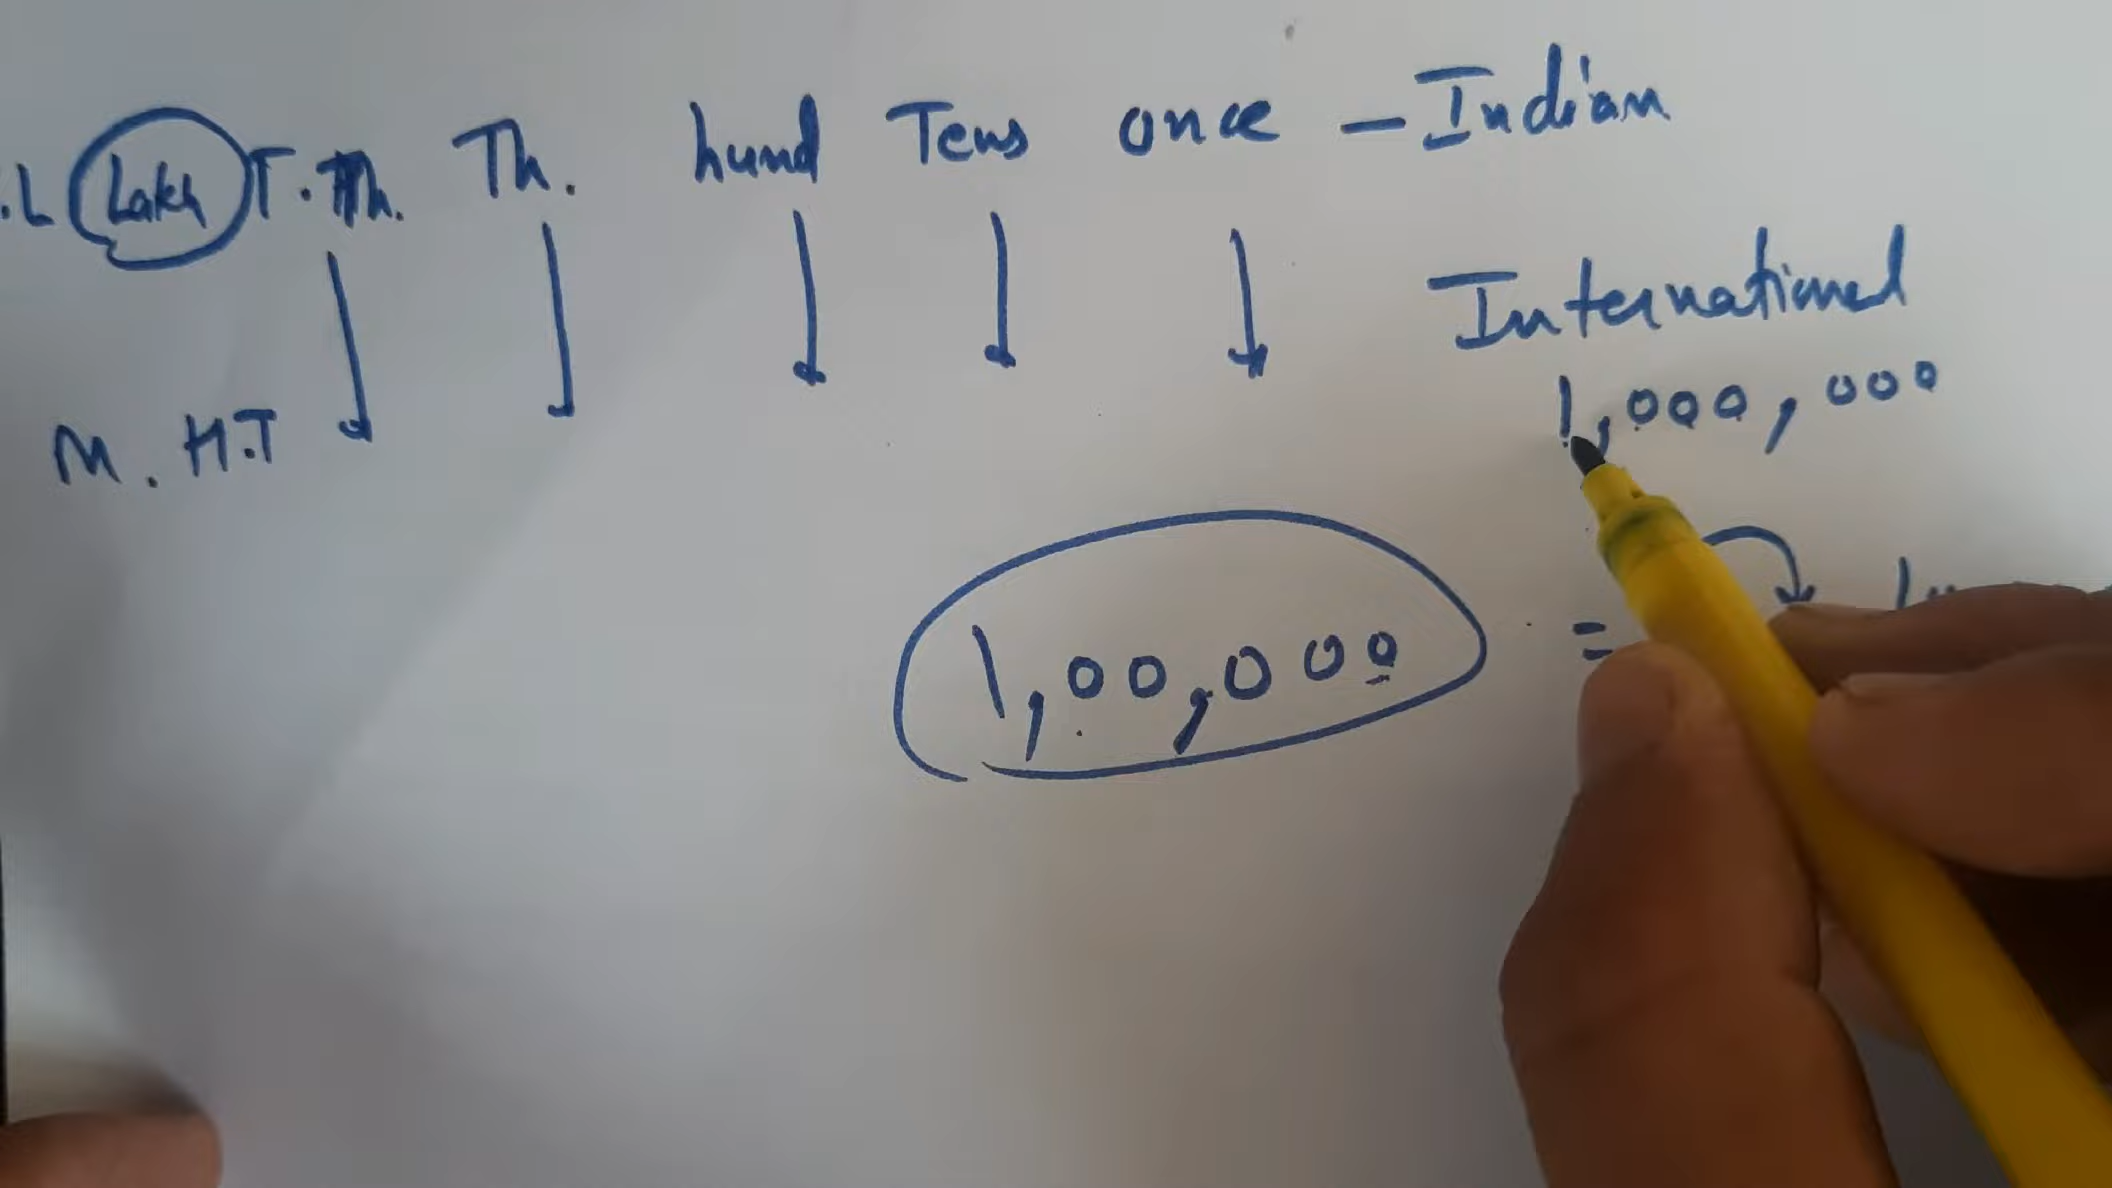 .L Lakh T.Th. Th. hund Tens once - Indian
International
M. H.T
1,000,000
1,00,000 =